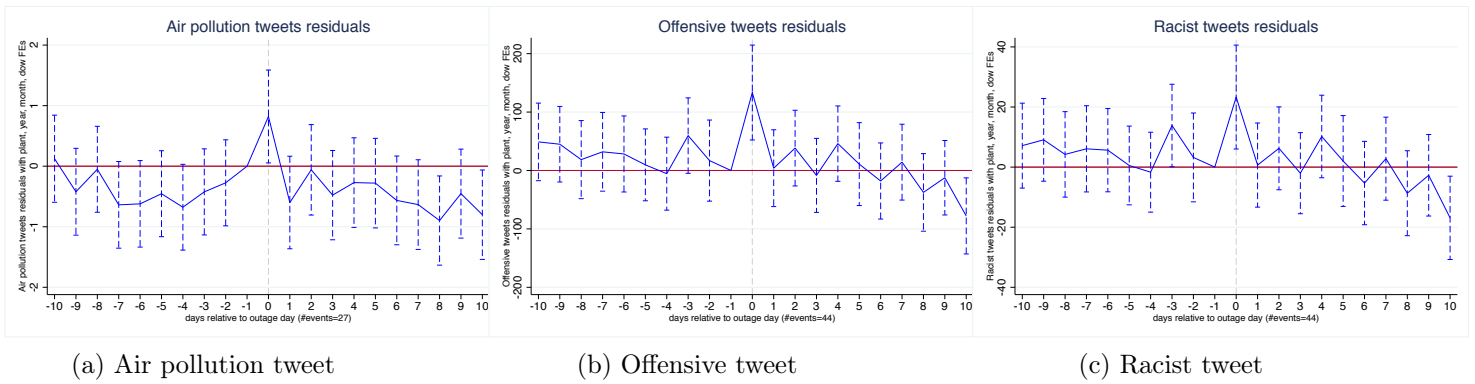 Air pollution tweets residuals
Air pollution tweets residuals with plant, year, month, dow FEs
2
1
0
-1
-2
-10 -9 -8 -7 -6 -5 -4 -3 -2 -1 0 1 2 3 4 5 6 7 8 9 10
days relative to outage day (#events=27)
(a) Air pollution tweet
Offensive tweets residuals
Offensive tweets residuals with plant, year, month, dow FEs
200
100
0
-100
-200
-10 -9 -8 -7 -6 -5 -4 -3 -2 -1 0 1 2 3 4 5 6 7 8 9 10
days relative to outage day (#events=44)
(b) Offensive tweet
Racist tweets residuals
Racist tweets residuals with plant, year, month, dow FEs
40
20
0
-20
-40
-10 -9 -8 -7 -6 -5 -4 -3 -2 -1 0 1 2 3 4 5 6 7 8 9 10
days relative to outage day (#events=44)
(c) Racist tweet